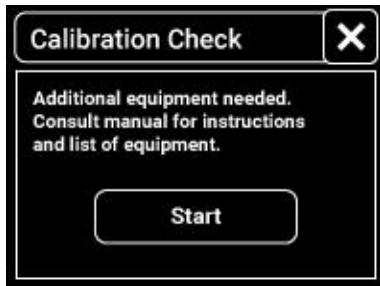 Calibration Check
Additional equipment needed.
Consult manual for instructions
and list of equipment.
Start